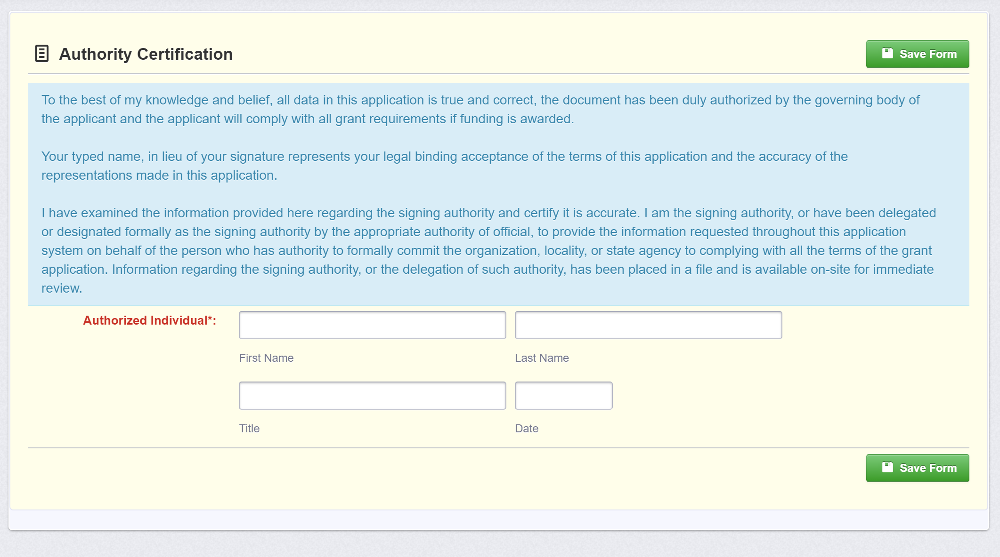 Authority Certification
Save Form
To the best of my knowledge and belief, all data in this application is true and correct, the document has been duly authorized by the governing body of
the applicant and the applicant will comply with all grant requirements if funding is awarded.
Your typed name, in lieu of your signature represents your legal binding acceptance of the terms of this application and the accuracy of the
representations made in this application.
I have examined the information provided here regarding the signing authority and certify it is accurate. I am the signing authority, or have been delegated
or designated formally as the signing authority by the appropriate authority of official, to provide the information requested throughout this application
system on behalf of the person who has authority to formally commit the organization, locality, or state agency to complying with all the terms of the grant
application. Information regarding the signing authority, or the delegation of such authority, has been placed in a file and is available on-site for immediate
review.
Authorized Individual*:
First Name
Last Name
Title
Date
Save Form